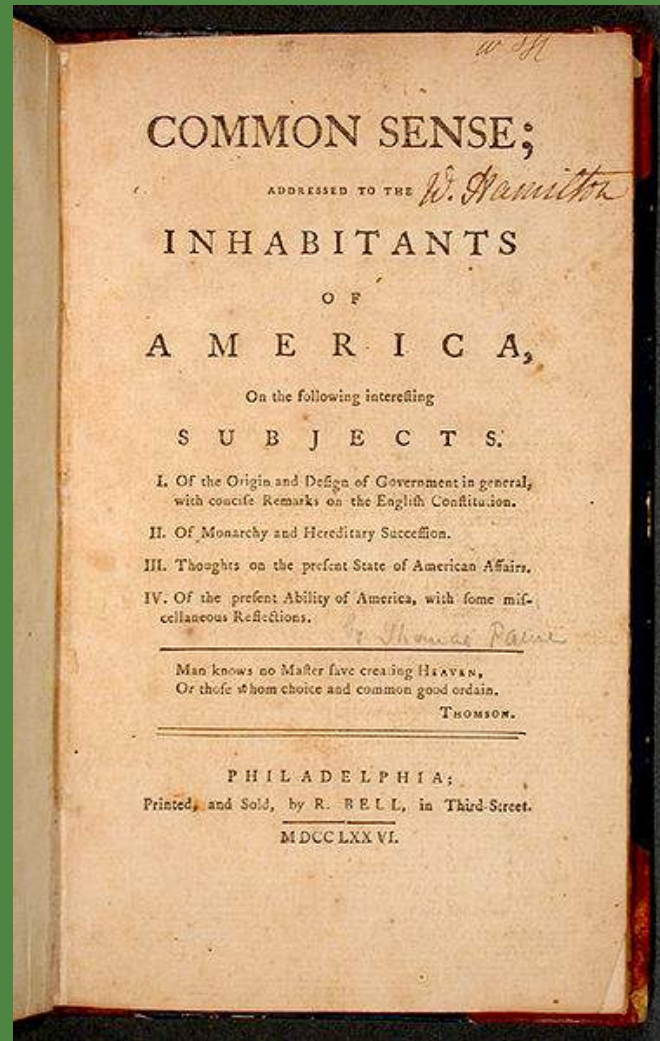 COMMON SENSE;
ADDRESSED TO THE W. Hamilton
INHABITANTS
OF
AMERICA,
On the following intereſting
SUBJECTS.
I. Of the Origin and Deſign of Government in general,
with conciſe Remarks on the Engliſh Conſtitution.
II. Of Monarchy and Hereditary Succeſſion.
III. Thoughts on the preſent State of American Affairs.
IV. Of the preſent Ability of America, with ſome miſ-
cellaneous Reflections.
By Thomas Paine
Man knows no Maſter ſave creating HEAVEN,
Or thoſe whom choice and common good ordain.
THOMSON.
PHILADELPHIA;
Printed, and Sold, by R. BELL, in Third-Street.
MDCCLXXVI.